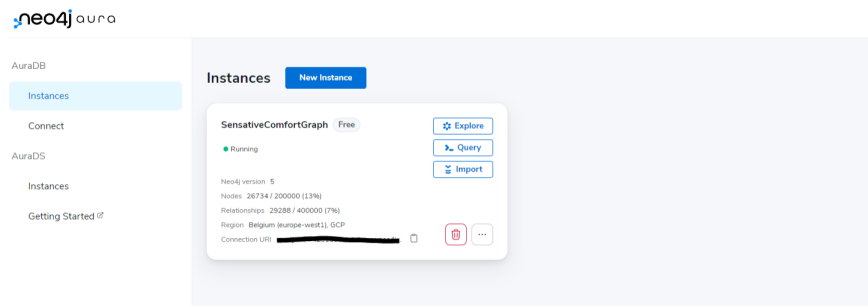 neo4j aura
AuraDB
Instances
Connect
AuraDS
Instances
Getting Started
Instances
New Instance
SensativeComfortGraph Free
Running
Neo4j version 5
Nodes 26734 / 200000 (13%)
Relationships 29288 / 400000 (7%)
Region Belgium (europe-west1), GCP
Connection URI
Explore
Query
Import